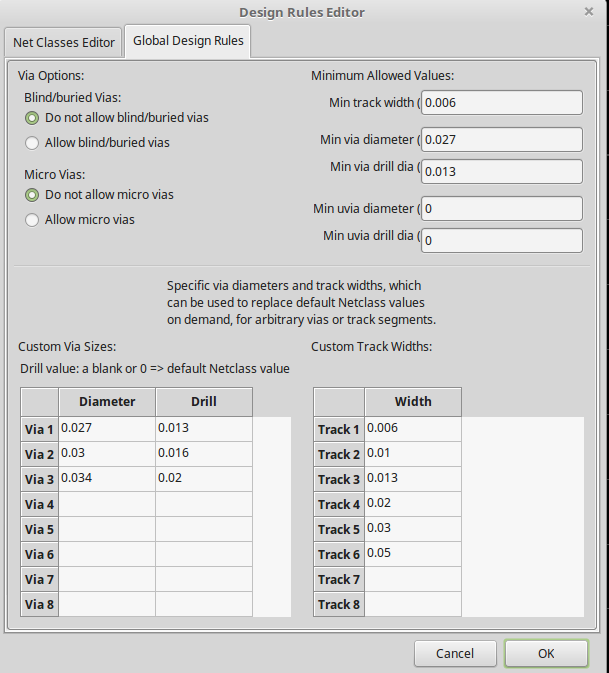 Design Rules Editor
Net Classes Editor
Global Design Rules
Via Options:
Blind/buried Vias:
Do not allow blind/buried vias
Allow blind/buried vias
Micro Vias:
Do not allow micro vias
Allow micro vias
Minimum Allowed Values:
Min track width ( 0.006
Min via diameter ( 0.027
Min via drill dia ( 0.013
Min uvia diameter ( 0
Min uvia drill dia ( 0
Specific via diameters and track widths, which
can be used to replace default Netclass values
on demand, for arbitrary vias or track segments.
Custom Via Sizes:
Drill value: a blank or 0 => default Netclass value
Diameter Drill
Via 1 0.027 0.013
Via 2 0.03 0.016
Via 3 0.034 0.02
Via 4
Via 5
Via 6
Via 7
Via 8
Custom Track Widths:
Width
Track 1 0.006
Track 2 0.01
Track 3 0.013
Track 4 0.02
Track 5 0.03
Track 6 0.05
Track 7
Track 8
Cancel
OK